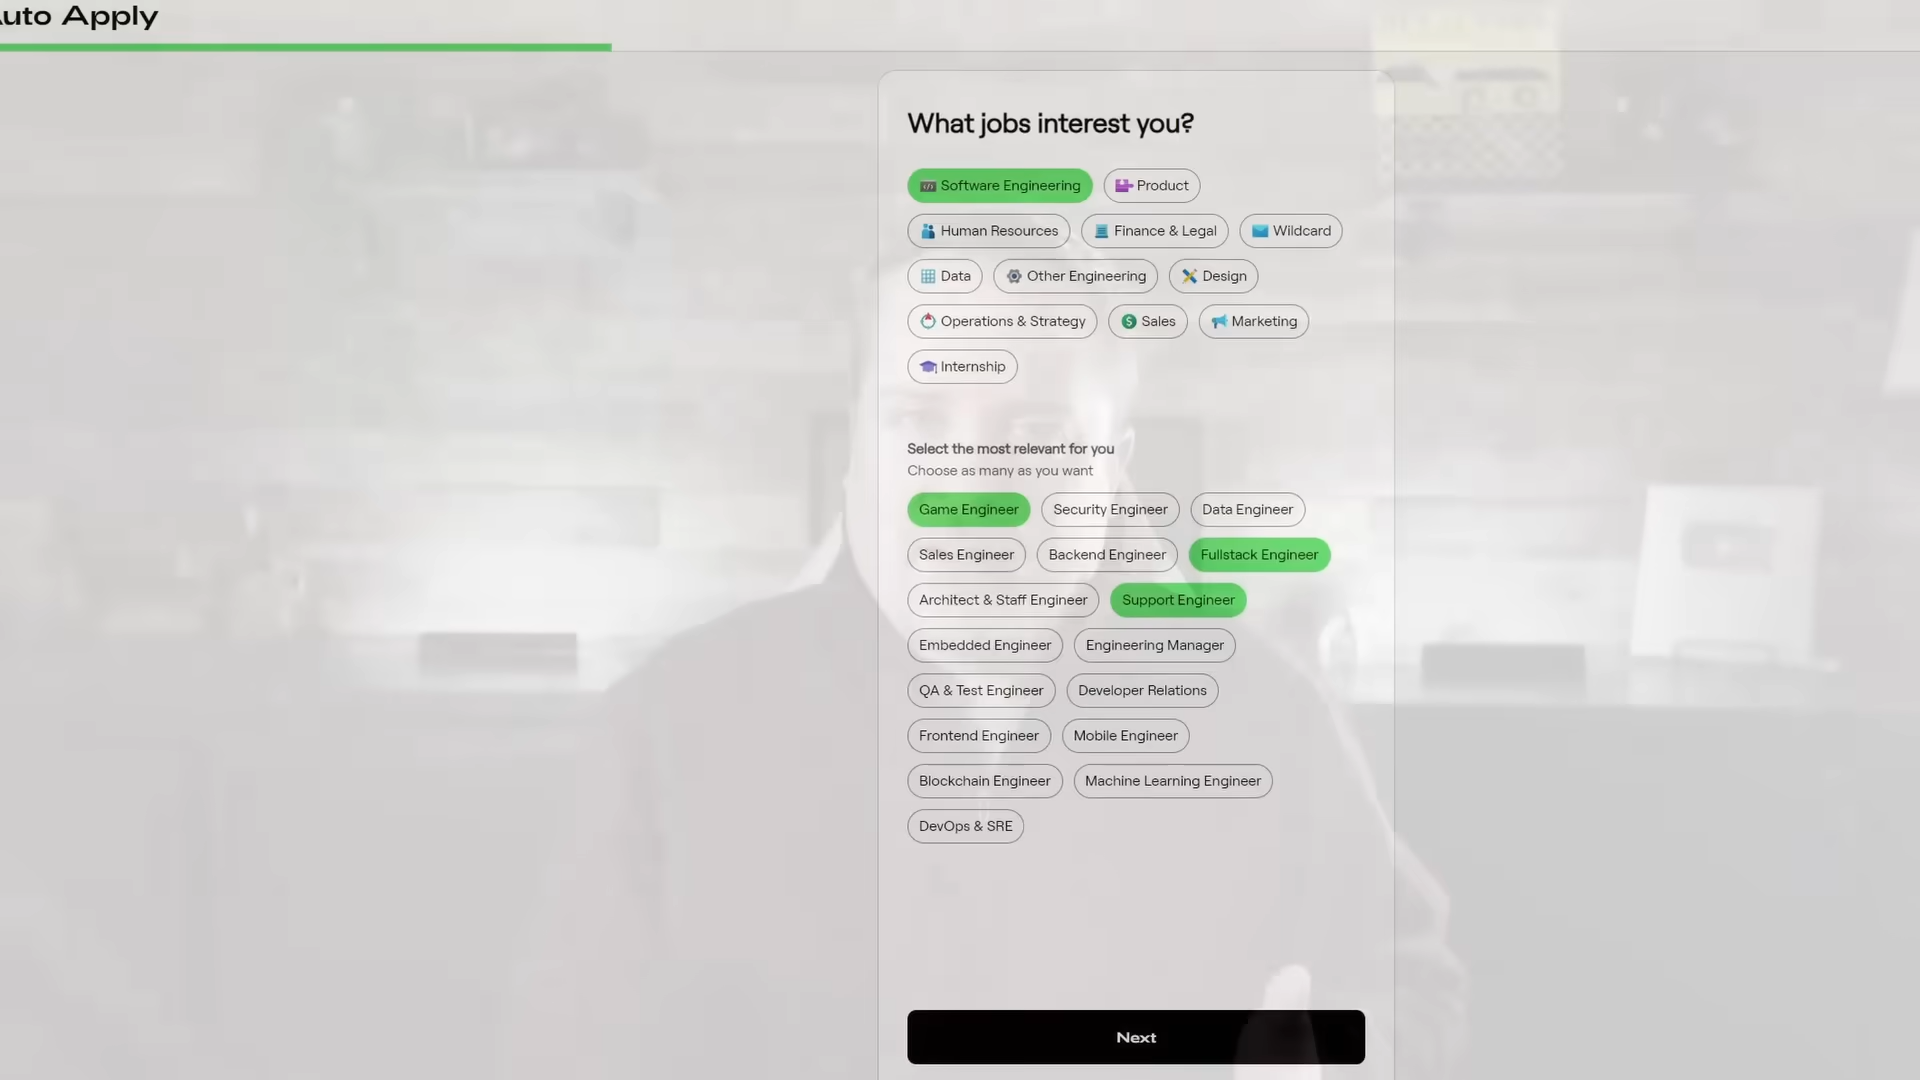 Auto Apply
What jobs interest you?
Software Engineering Product
Human Resources Finance & Legal Wildcard
Data Other Engineering Design
Operations & Strategy Sales Marketing
Internship
Select the most relevant for you
Choose as many as you want
Game Engineer Security Engineer Data Engineer
Sales Engineer Backend Engineer Fullstack Engineer
Architect & Staff Engineer Support Engineer
Embedded Engineer Engineering Manager
QA & Test Engineer Developer Relations
Frontend Engineer Mobile Engineer
Blockchain Engineer Machine Learning Engineer
DevOps & SRE
Next